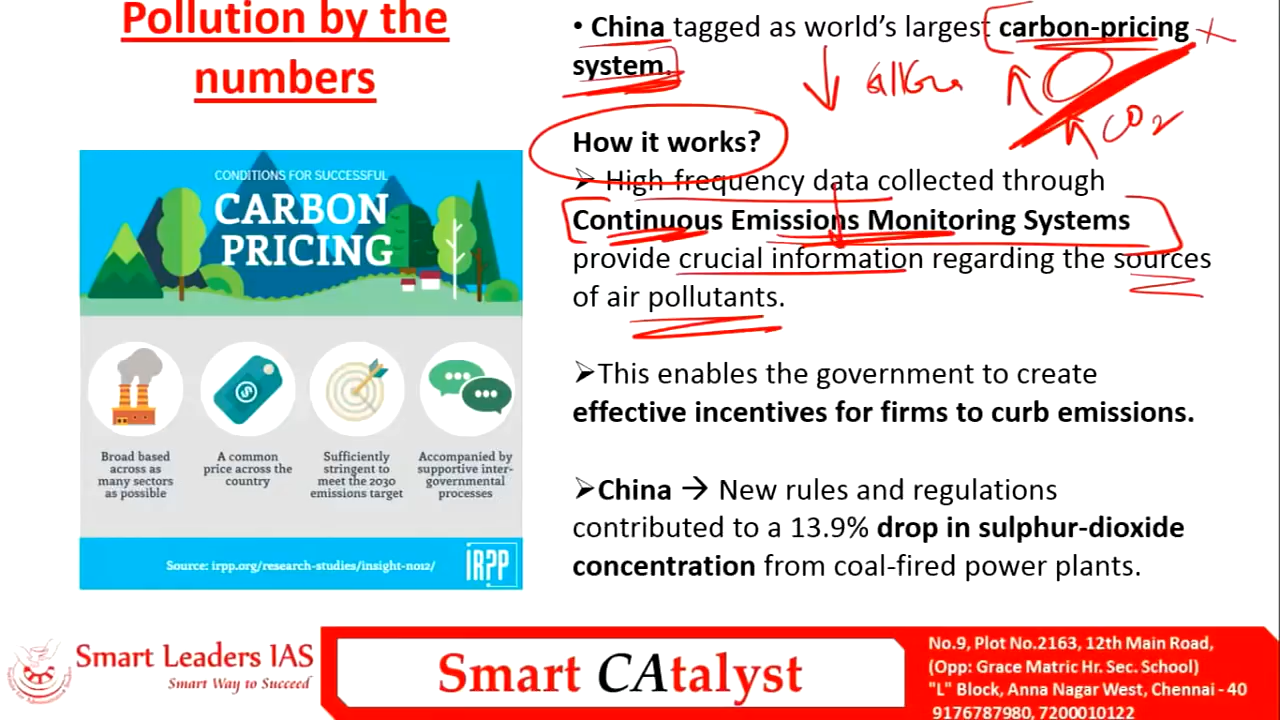 Pollution by the
numbers
• China tagged as world's largest carbon-pricing
system.
How it works?
➢ High frequency data collected through
Continuous Emissions Monitoring Systems
provide crucial information regarding the sources
of air pollutants.
➢This enables the government to create
effective incentives for firms to curb emissions.
➢China → New rules and regulations
contributed to a 13.9% drop in sulphur-dioxide
concentration from coal-fired power plants.
CO2
CONDITIONS FOR SUCCESSFUL
CARBON
PRICING
Broad based
across as
many sectors
as possible
A common
price across the
country
Sufficiently
stringent to
meet the 2030
emissions target
Accompanied by
supportive inter-
governmental
processes
Source: irpp.org/research-studies/insight-no12/
IRPP
Smart Leaders IAS
Smart Way to Succeed
Smart CAtalyst
No.9, Plot No.2163, 12th Main Road,
(Opp: Grace Matric Hr. Sec. School)
"L" Block, Anna Nagar West, Chennai - 40
9176787980, 7200010122